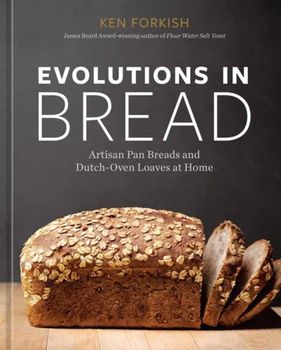 KEN FORKISH
James Beard Award-winning author of Flour Water Salt Yeast
EVOLUTIONS IN
BREAD
Artisan Pan Breads and
Dutch-Oven Loaves at Home